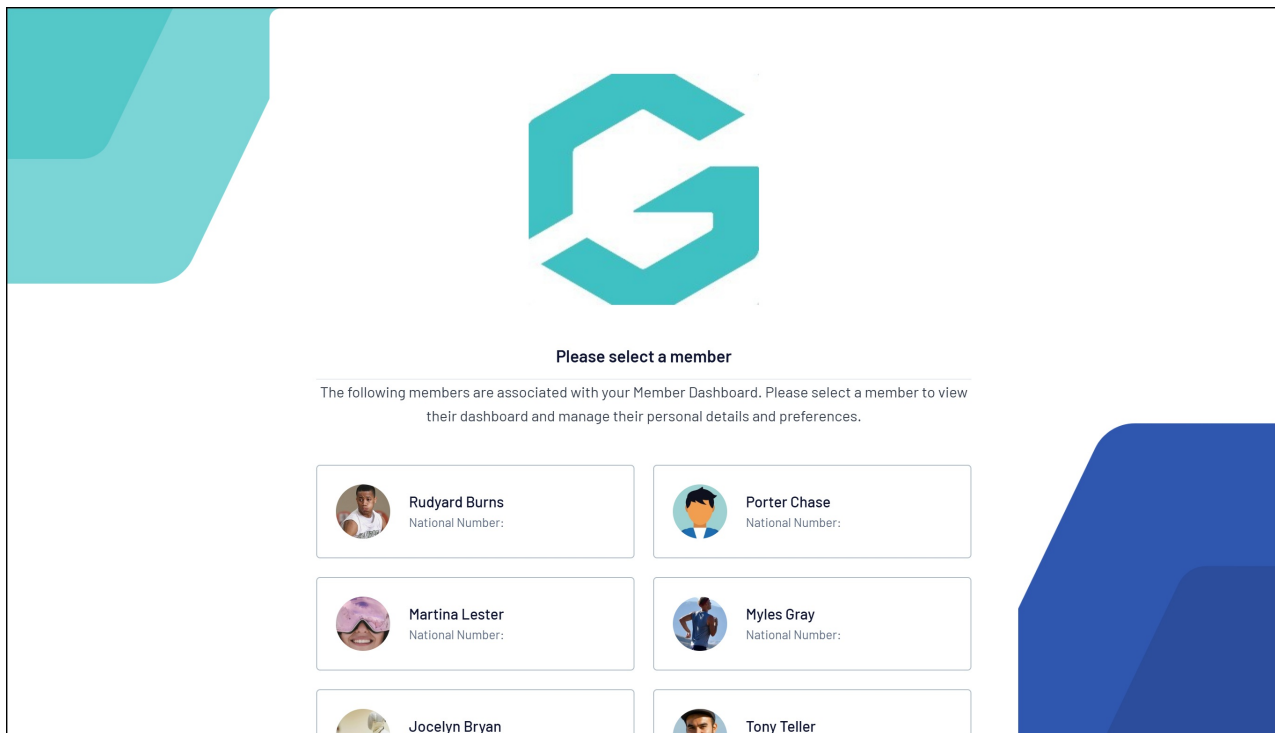 Please select a member
The following members are associated with your Member Dashboard. Please select a member to view
their dashboard and manage their personal details and preferences.
Rudyard Burns
National Number:
Porter Chase
National Number:
Martina Lester
National Number:
Myles Gray
National Number:
Jocelyn Bryan
Tony Teller